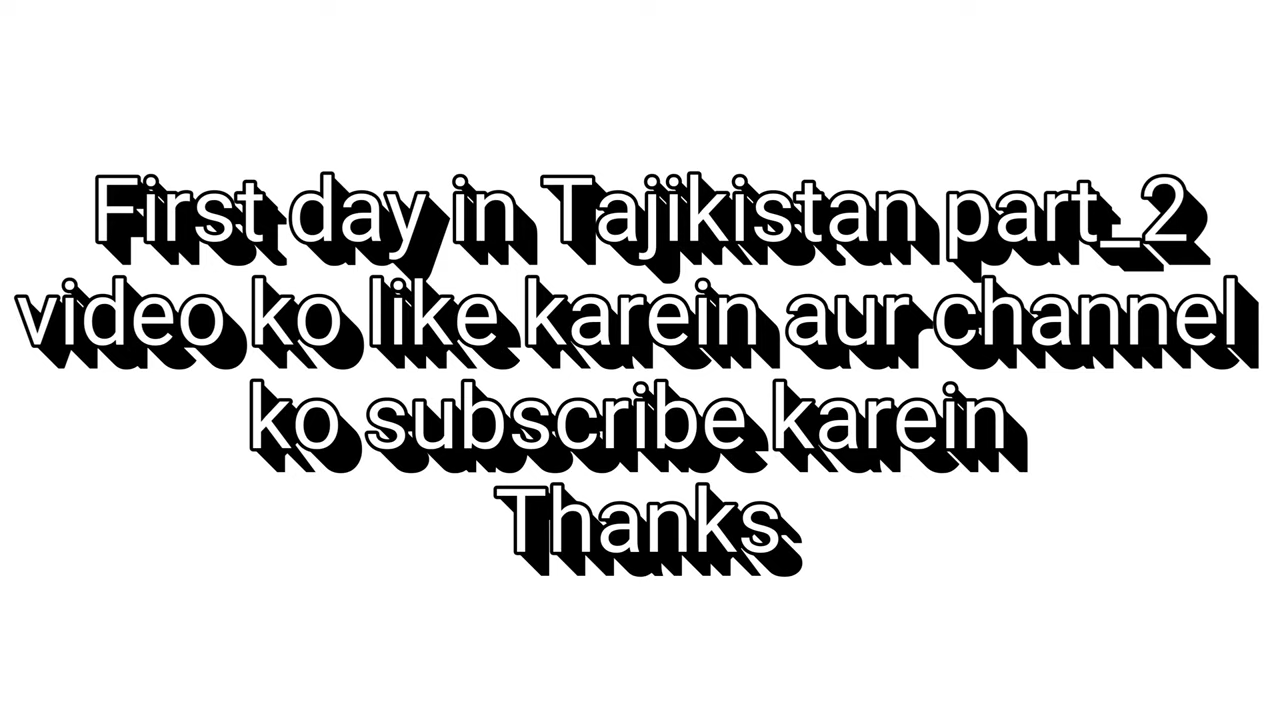 First day in Tajikistan part_2
video ko like karein aur channel
ko subscribe karein
Thanks